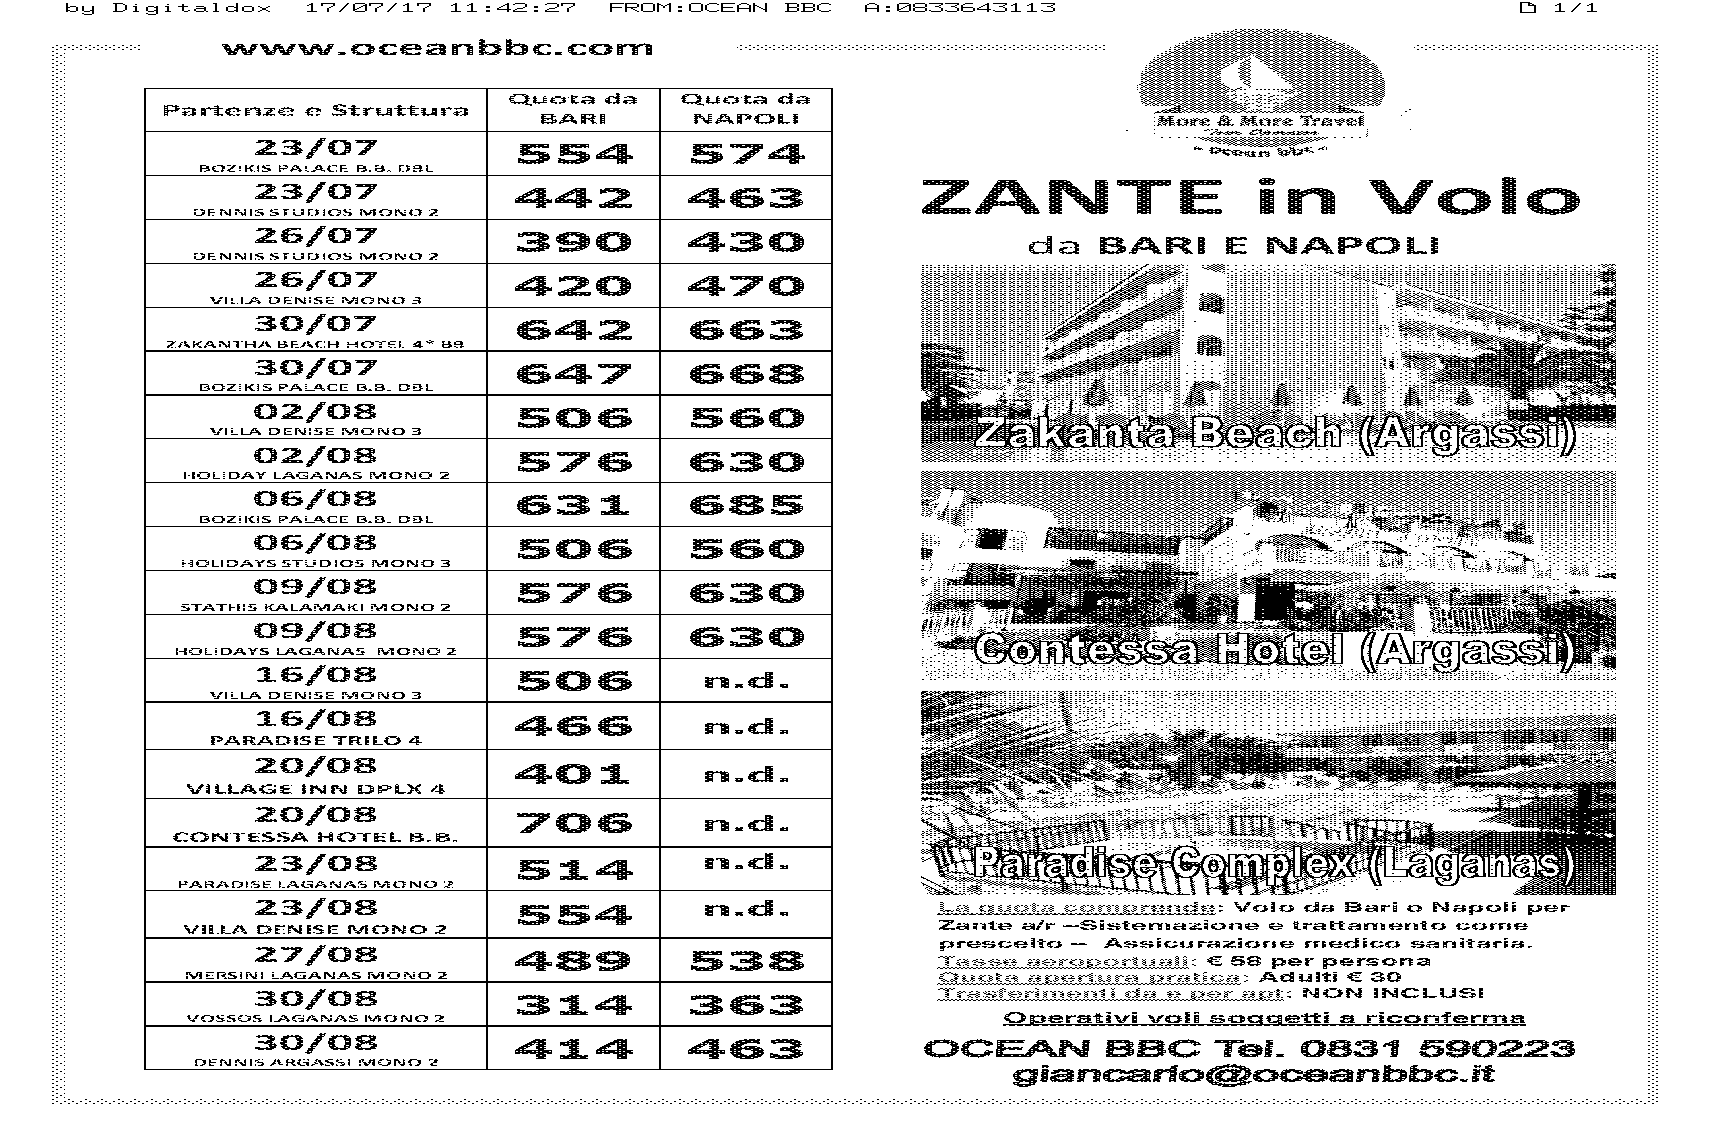 by Digitaldox 17/07/17 11:42:27 FROM:OCEAN BBC A:0833643113 1/1
www.oceanbbc.com
Partenze e Struttura Quota da BARI Quota da NAPOLI
23/07 554 574
BOZIKIS PALACE B.B. DBL
23/07 442 463
DENNIS STUDIOS MONO 2
26/07 390 430
DENNIS STUDIOS MONO 2
26/07 420 470
VILLA DENISE MONO 3
30/07 642 663
ZAKANTHA BEACH HOTEL 4* BB
30/07 647 668
BOZIKIS PALACE B.B. DBL
02/08 506 560
VILLA DENISE MONO 3
02/08 576 630
HOLIDAY LAGANAS MONO 2
06/08 631 685
BOZIKIS PALACE B.B. DBL
06/08 506 560
HOLIDAYS STUDIOS MONO 3
09/08 576 630
STATHIS KALAMAKI MONO 2
09/08 576 630
HOLIDAYS LAGANAS MONO 2
16/08 506 n.d.
VILLA DENISE MONO 3
16/08 466 n.d.
PARADISE TRILO 4
20/08 401 n.d.
VILLAGE INN DPLX 4
20/08 706 n.d.
CONTESSA HOTEL B.B.
23/08 514 n.d.
PARADISE LAGANAS MONO 2
23/08 554 n.d.
VILLA DENISE MONO 2
27/08 489 538
MERSINI LAGANAS MONO 2
30/08 314 363
VOSSOS LAGANAS MONO 2
30/08 414 463
DENNIS ARGASSI MONO 2
More & More Travel
" Ocean bbc "
ZANTE in Volo
da BARI E NAPOLI
Zakanta Beach (Argassi)
Contessa Hotel (Argassi)
Paradise Complex (Laganas)
La quota comprende: Volo da Bari o Napoli per
Zante a/r –Sistemazione e trattamento come
prescelto – Assicurazione medico sanitaria.
Tasse aeroportuali: € 58 per persona
Quota apertura pratica: Adulti € 30
Trasferimenti da e per apt: NON INCLUSI
Operativi voli soggetti a riconferma
OCEAN BBC Tel. 0831 590223
giancarlo@oceanbbc.it